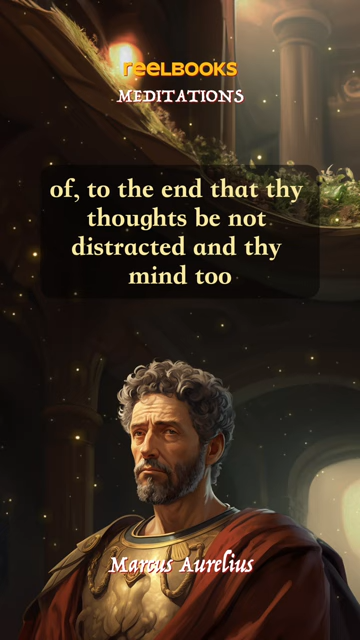 reelbooks
MEDITATIONS
of, to the end that thy
thoughts be not
distracted and thy
mind too
Marcus Aurelius